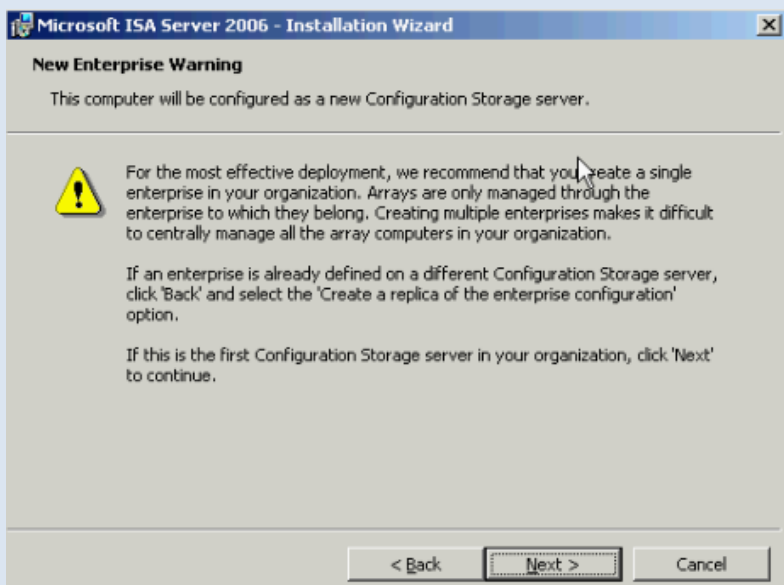 Microsoft ISA Server 2006 - Installation Wizard
New Enterprise Warning
This computer will be configured as a new Configuration Storage server.
For the most effective deployment, we recommend that you create a single
enterprise in your organization. Arrays are only managed through the
enterprise to which they belong. Creating multiple enterprises makes it difficult
to centrally manage all the array computers in your organization.
If an enterprise is already defined on a different Configuration Storage server,
click 'Back' and select the 'Create a replica of the enterprise configuration'
option.
If this is the first Configuration Storage server in your organization, click 'Next'
to continue.
< Back Next > Cancel